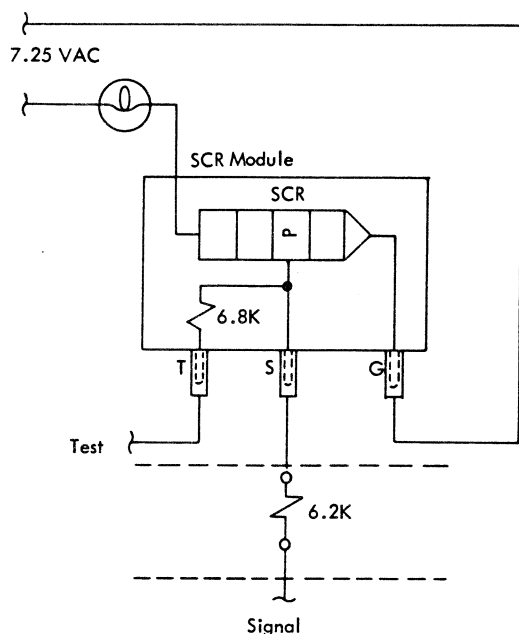 7.25 VAC
SCR Module
SCR
P
6.8K
T
S
G
Test
6.2K
Signal